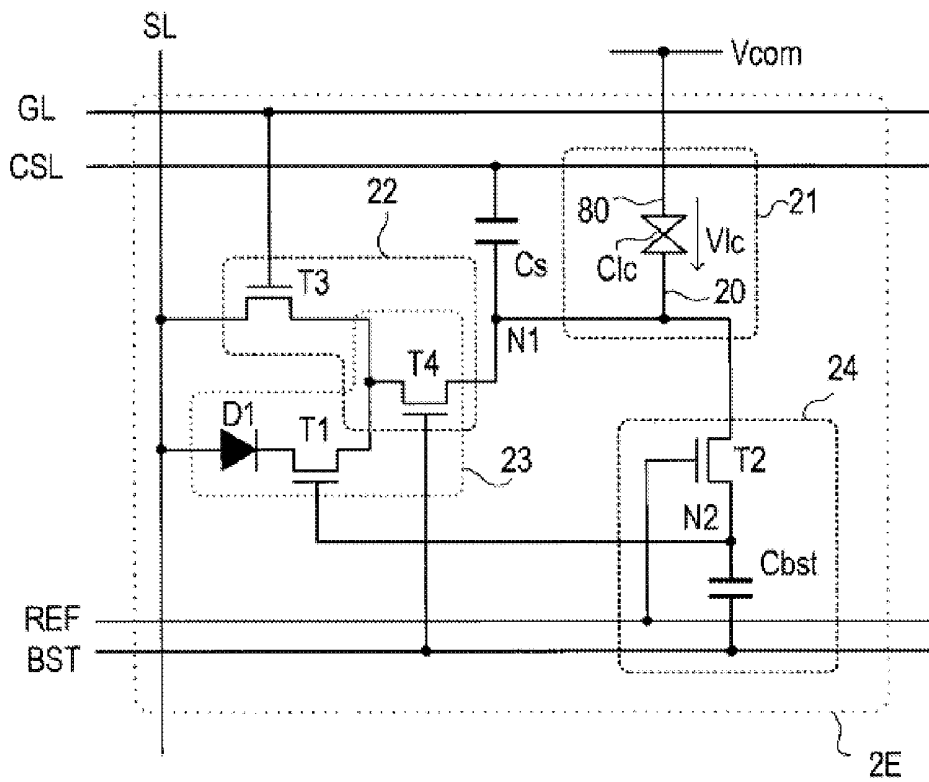 SL
Vcom
GL
CSL
22
80
21
Cs
Clc
Vlc
T3
20
N1
T4
24
D1
T1
23
T2
N2
Cbst
REF
BST
2E